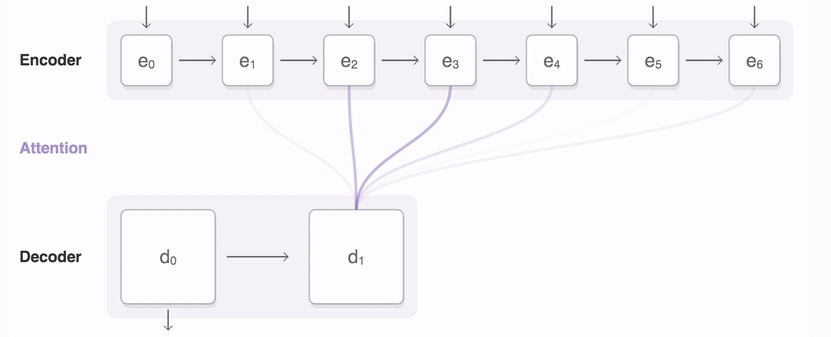 Encoder
e₀ e₁ e₂ e₃ e₄ e₅ e₆
Attention
Decoder
d₀ d₁